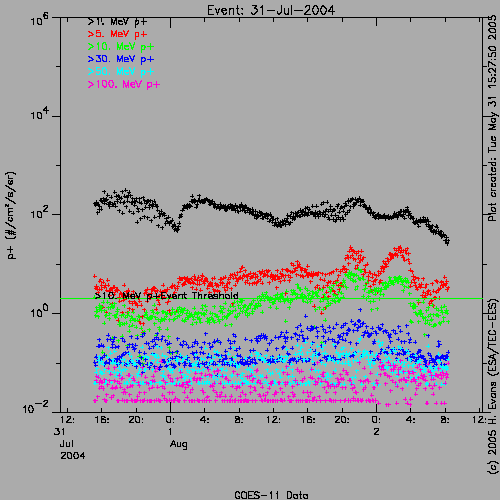 Event: 31-Jul-2004
>1. MeV p+
>5. MeV p+
>10. MeV p+
>30. MeV p+
>50. MeV p+
>100. MeV p+
10^6
10^4
10^2
10^0
10^-2
p+ (#/cm²/s/sr)
>10. MeV p+Event Threshold
12: 16: 20: 0: 4: 8: 12: 16: 20: 0: 4: 8: 12:
31 1 2
Jul Aug
2004
GOES-11 Data
Plot created: Tue May 31 15:27:50 2005
(c) 2005 H. Evans (ESA/TEC-EES)